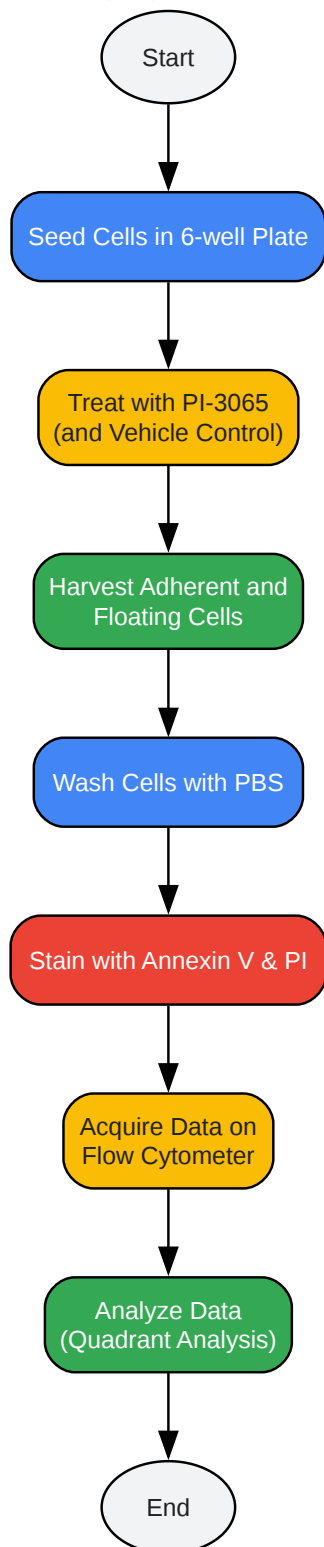 Start
Seed Cells in 6-well Plate
Treat with PI-3065
(and Vehicle Control)
Harvest Adherent and
Floating Cells
Wash Cells with PBS
Stain with Annexin V & PI
Acquire Data on
Flow Cytometer
Analyze Data
(Quadrant Analysis)
End